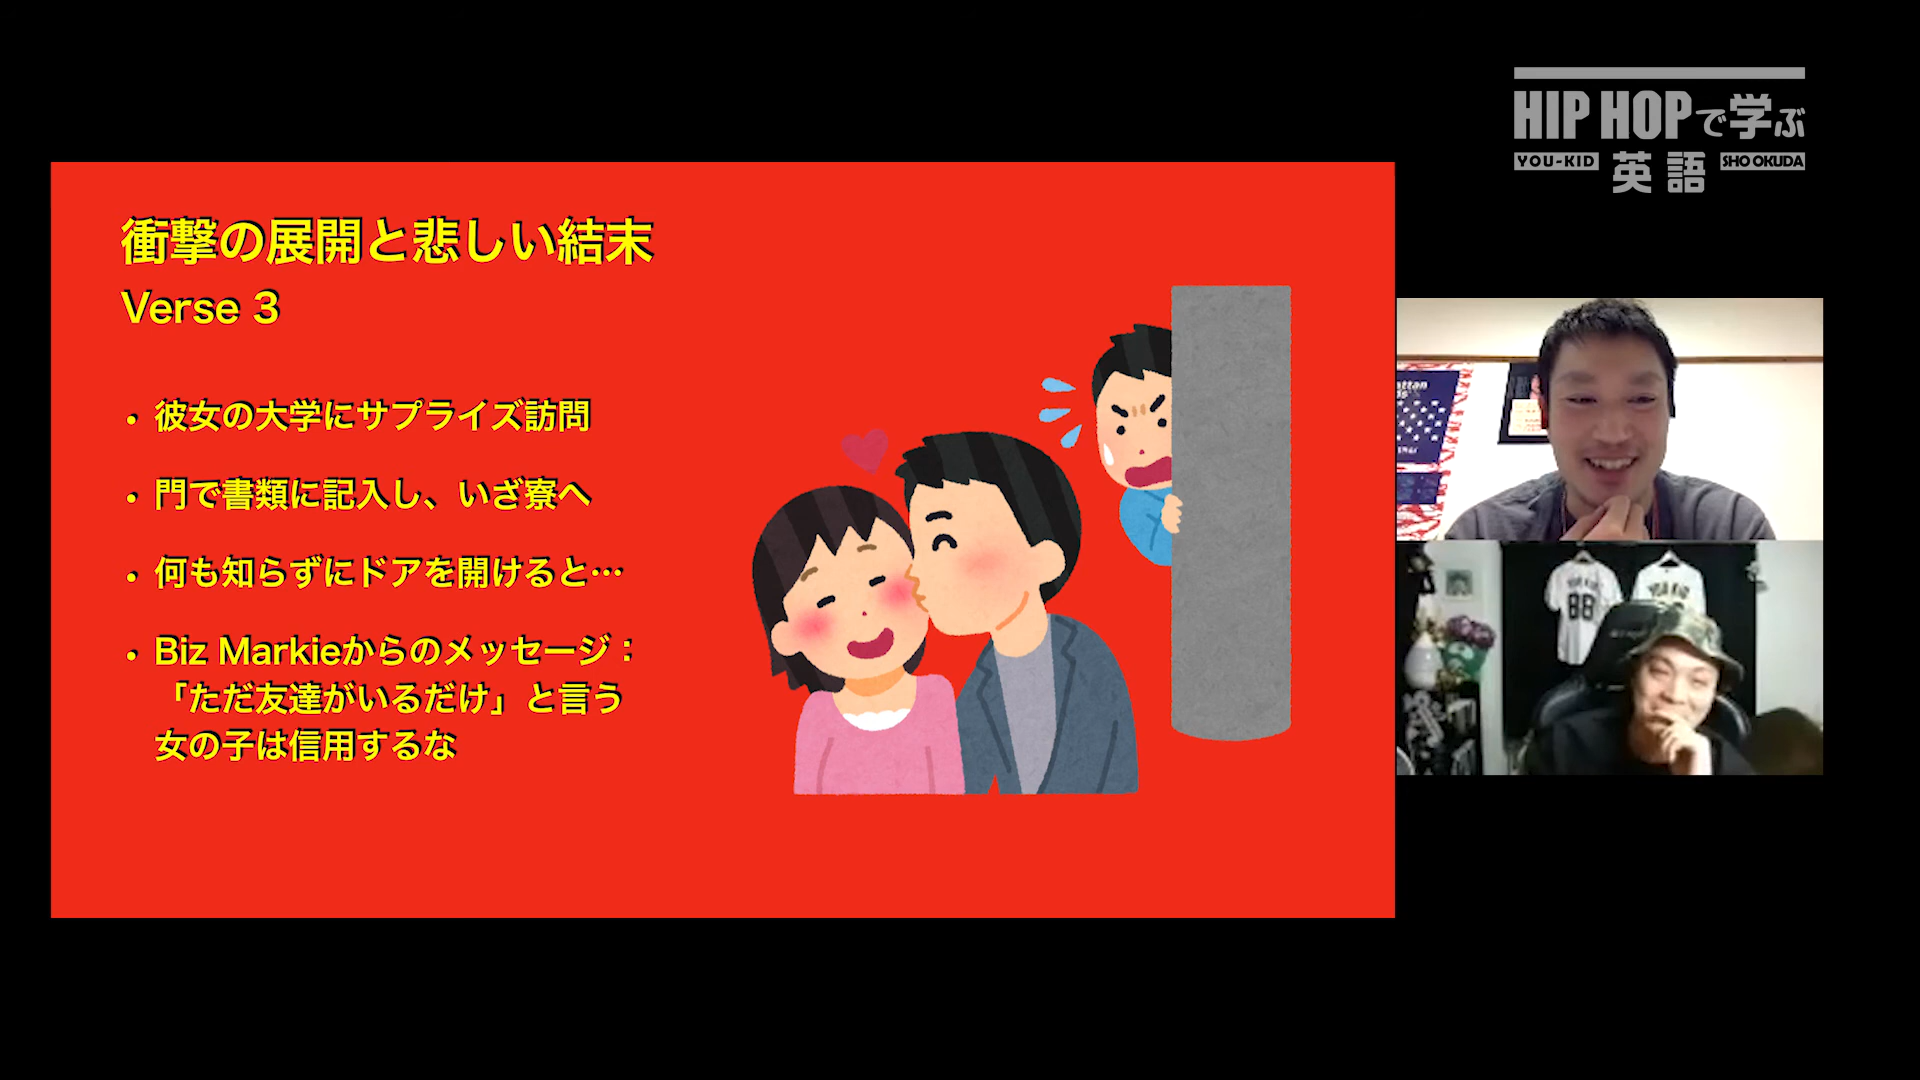 HIP HOPで学ぶ
YOU-KID 英語 SHO OKUDA
衝撃の展開と悲しい結末
Verse 3
• 彼女の大学にサプライズ訪問
• 門で書類に記入し、いざ寮へ
• 何も知らずにドアを開けると…
• Biz Markieからのメッセージ：
「ただ友達がいるだけ」と言う
女の子は信用するな
88